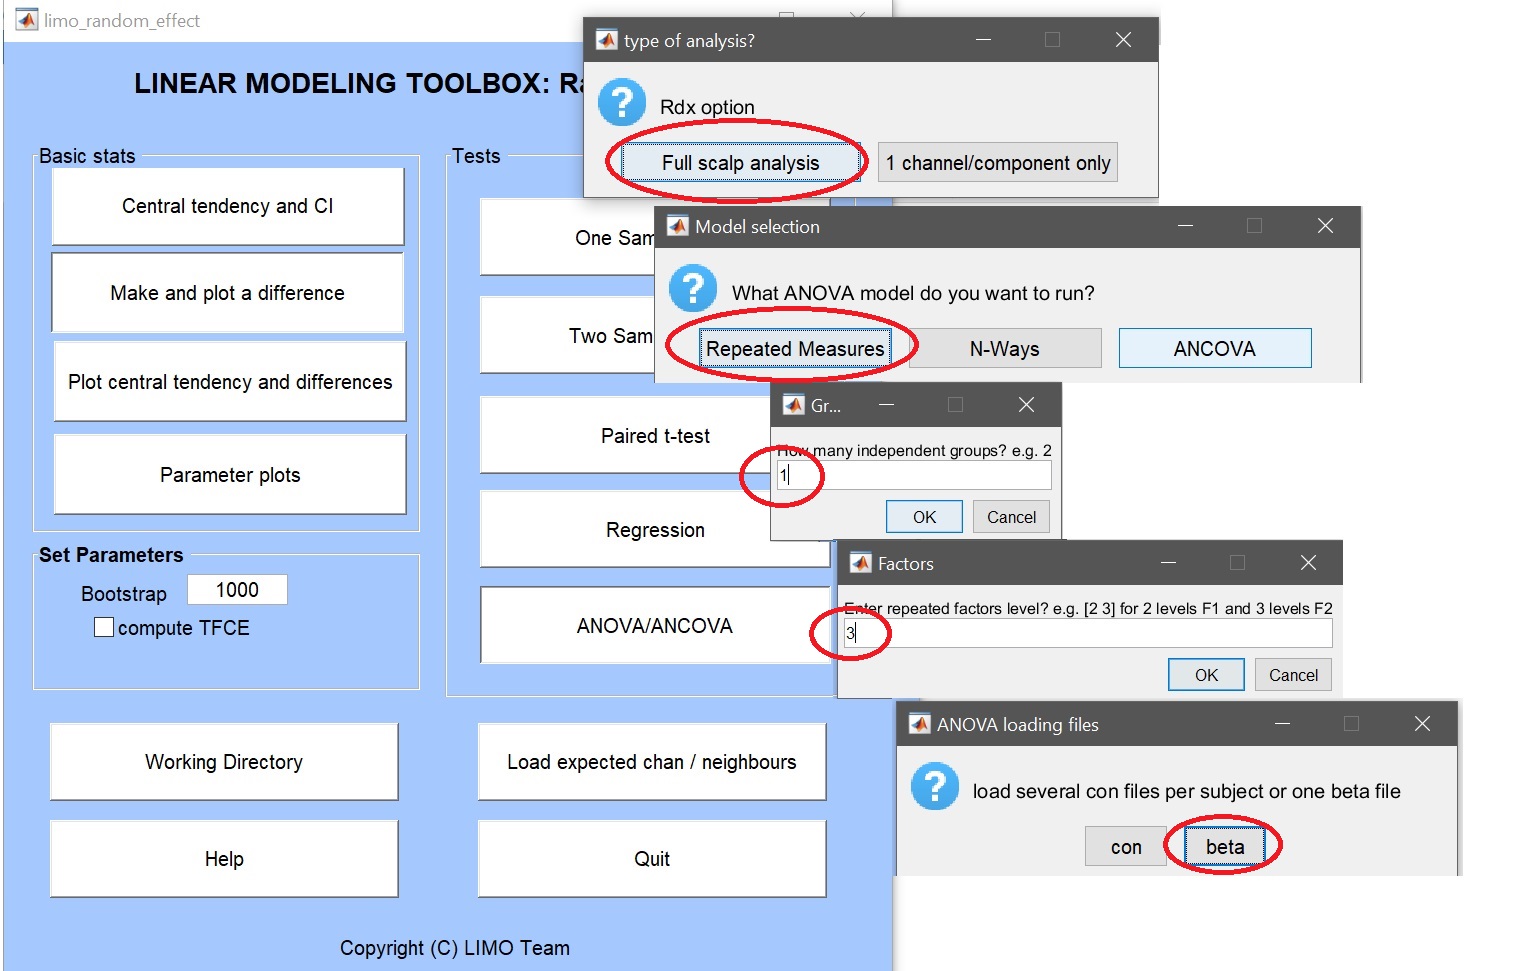 limo_random_effect
LINEAR MODELING TOOLBOX:
Basic stats
Central tendency and CI
Make and plot a difference
Plot central tendency and differences
Parameter plots
Set Parameters
Bootstrap 1000
compute TFCE
Working Directory
Help
Tests
One
Two
Paired t-test
Regression
ANOVA/ANCOVA
Load expected chan / neighbours
Quit
Copyright (C) LIMO Team
type of analysis?
Rdx option
Full scalp analysis 1 channel/component only
Model selection
What ANOVA model do you want to run?
Repeated Measures N-Ways ANCOVA
Gr...
How many independent groups? e.g. 2
1
OK Cancel
Factors
Enter repeated factors level? e.g. [2 3] for 2 levels F1 and 3 levels F2
3
OK Cancel
ANOVA loading files
load several con files per subject or one beta file
con beta